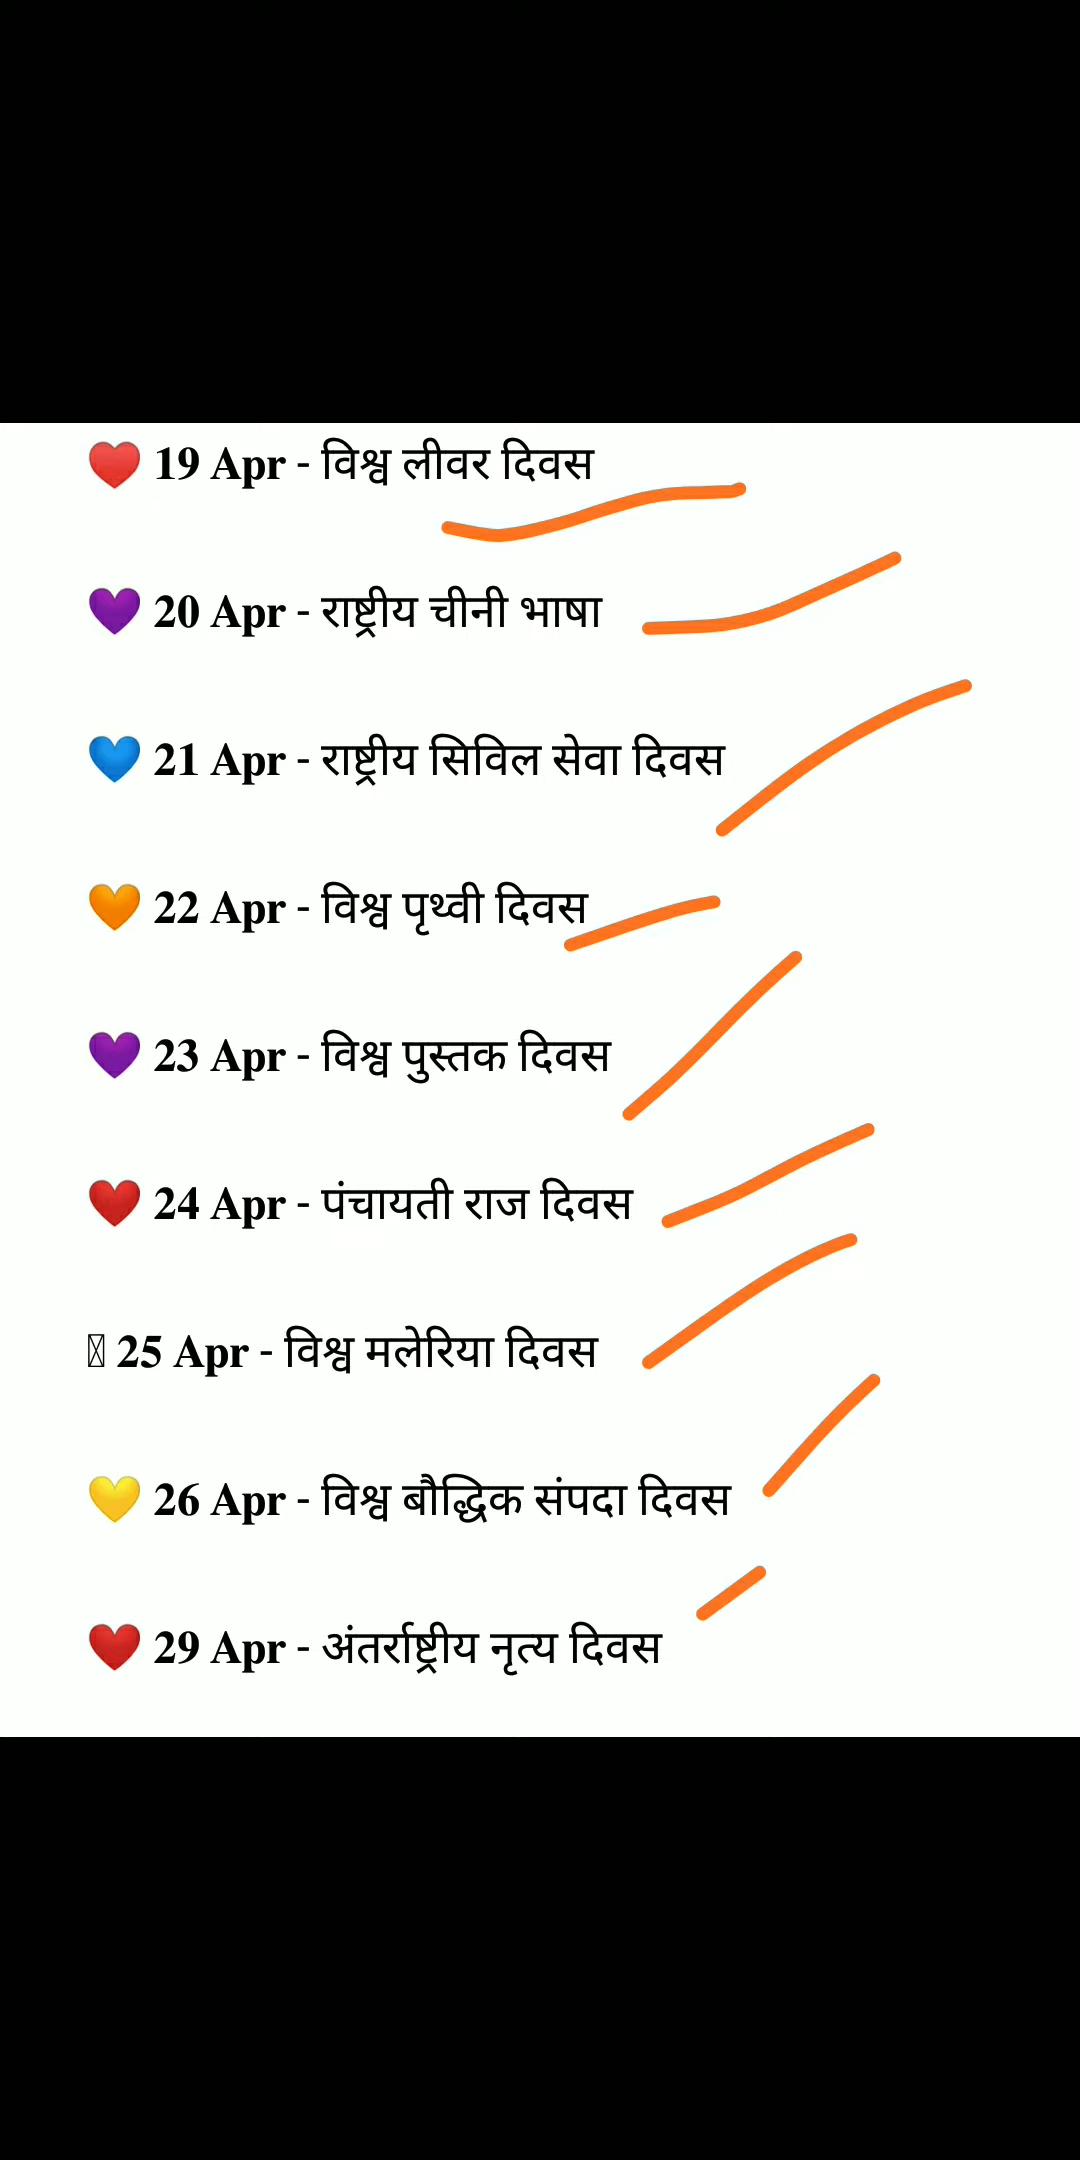 ❤️ 19 Apr - विश्व लीवर दिवस
💜 20 Apr - राष्ट्रीय चीनी भाषा
💙 21 Apr - राष्ट्रीय सिविल सेवा दिवस
🧡 22 Apr - विश्व पृथ्वी दिवस
💜 23 Apr - विश्व पुस्तक दिवस
❤️ 24 Apr - पंचायती राज दिवस
25 Apr - विश्व मलेरिया दिवस
💛 26 Apr - विश्व बौद्धिक संपदा दिवस
❤️ 29 Apr - अंतर्राष्ट्रीय नृत्य दिवस